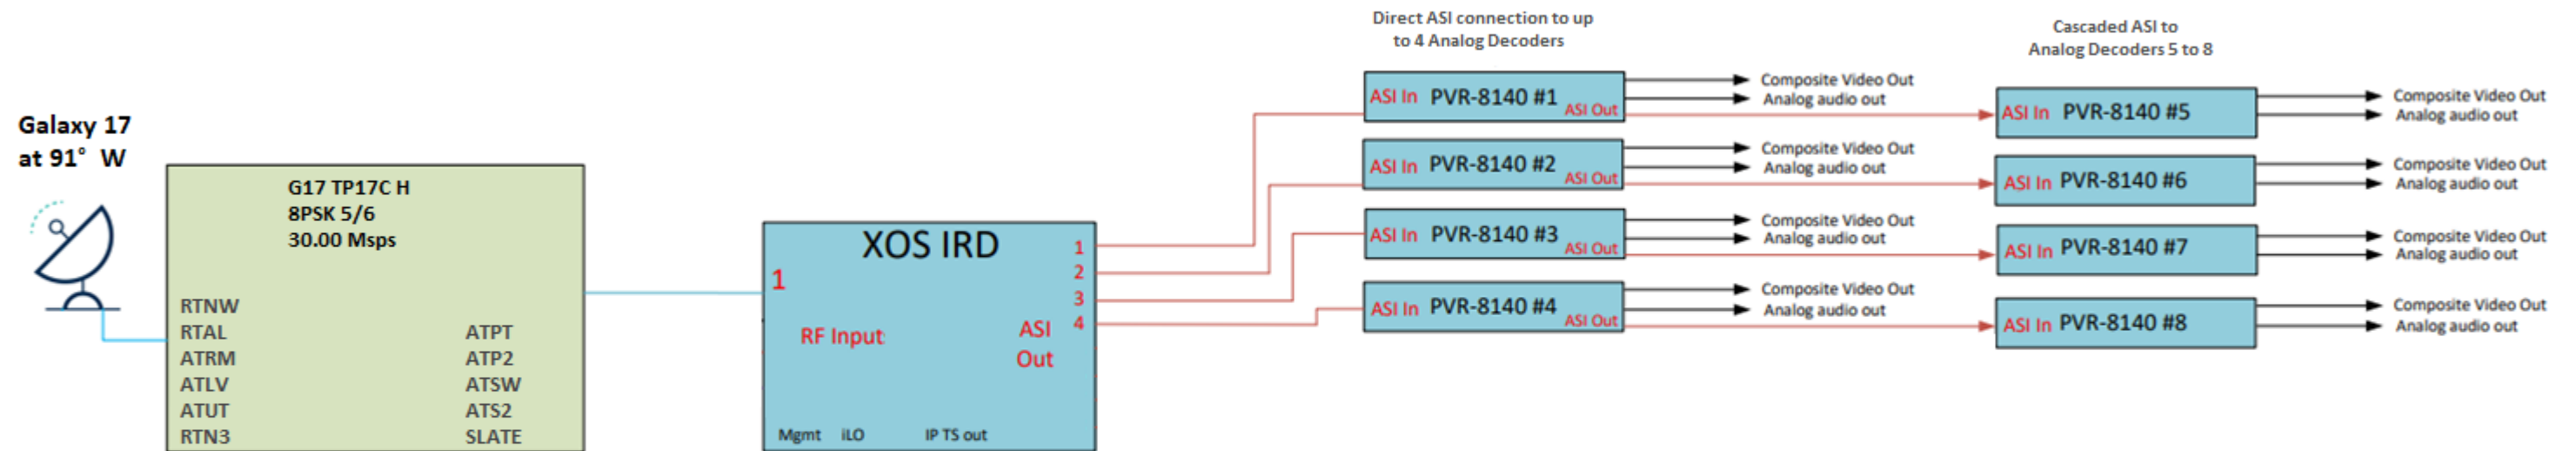 Galaxy 17
at 91° W
G17 TP17C H
8PSK 5/6
30.00 Msps
RTNW
RTAL
ATRM
ATLV
ATUT
RTN3
ATPT
ATP2
ATSW
ATS2
SLATE
XOS IRD
1
RF Input
1
2
3
4
ASI
Out
Mgmt
iLO
IP TS out
Direct ASI connection to up
to 4 Analog Decoders
ASI In PVR-8140 #1
ASI Out
Composite Video Out
Analog audio out
ASI In PVR-8140 #2
ASI Out
Composite Video Out
Analog audio out
ASI In PVR-8140 #3
ASI Out
Composite Video Out
Analog audio out
ASI In PVR-8140 #4
ASI Out
Composite Video Out
Analog audio out
Cascaded ASI to
Analog Decoders 5 to 8
ASI In PVR-8140 #5
Composite Video Out
Analog audio out
ASI In PVR-8140 #6
Composite Video Out
Analog audio out
ASI In PVR-8140 #7
Composite Video Out
Analog audio out
ASI In PVR-8140 #8
Composite Video Out
Analog audio out